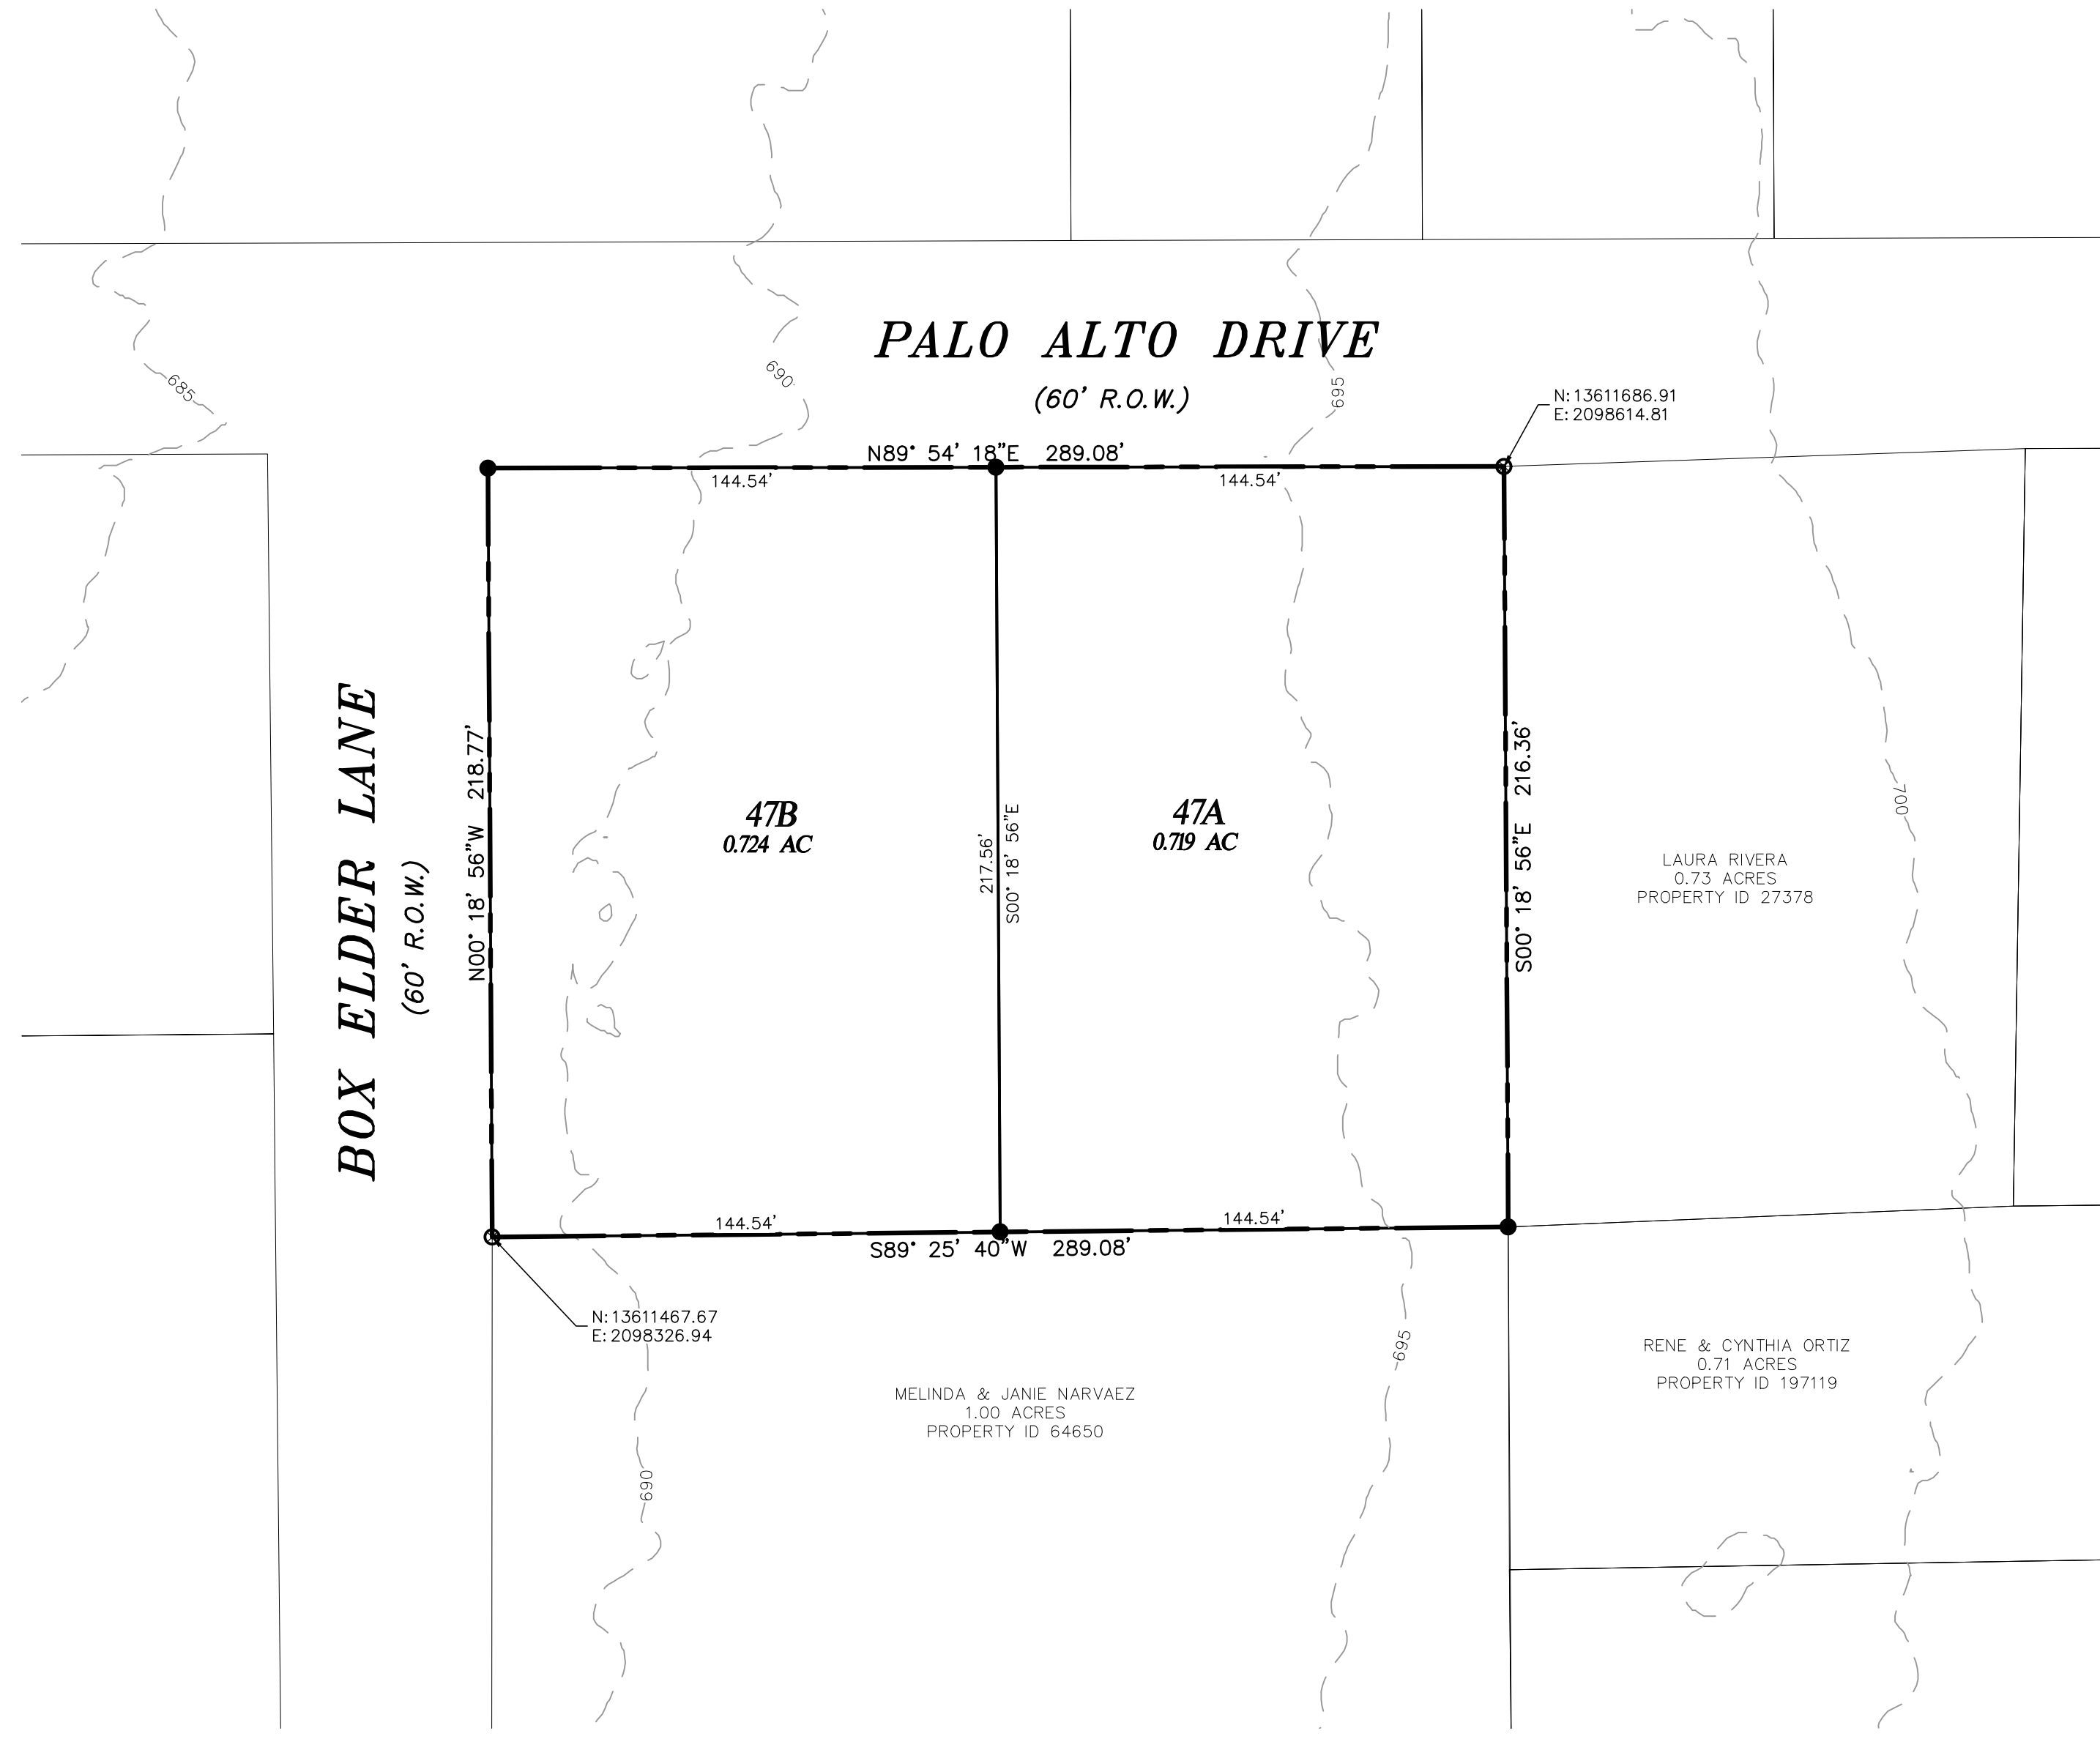 PALO ALTO DRIVE
(60' R.O.W.)
685
690
695
N: 13611686.91
E: 2098614.81
N89° 54' 18"E 289.08'
144.54'
144.54'
BOX ELDER LANE
(60' R.O.W.)
N00° 18' 56"W 218.77'
47B
0.724 AC
217.56'
S00° 18' 56"E
47A
0.719 AC
S00° 18' 56"E 216.36'
700
LAURA RIVERA
0.73 ACRES
PROPERTY ID 27378
144.54'
144.54'
S89° 25' 40"W 289.08'
N: 13611467.67
E: 2098326.94
695
RENE & CYNTHIA ORTIZ
0.71 ACRES
PROPERTY ID 197119
MELINDA & JANIE NARVAEZ
1.00 ACRES
PROPERTY ID 64650
690